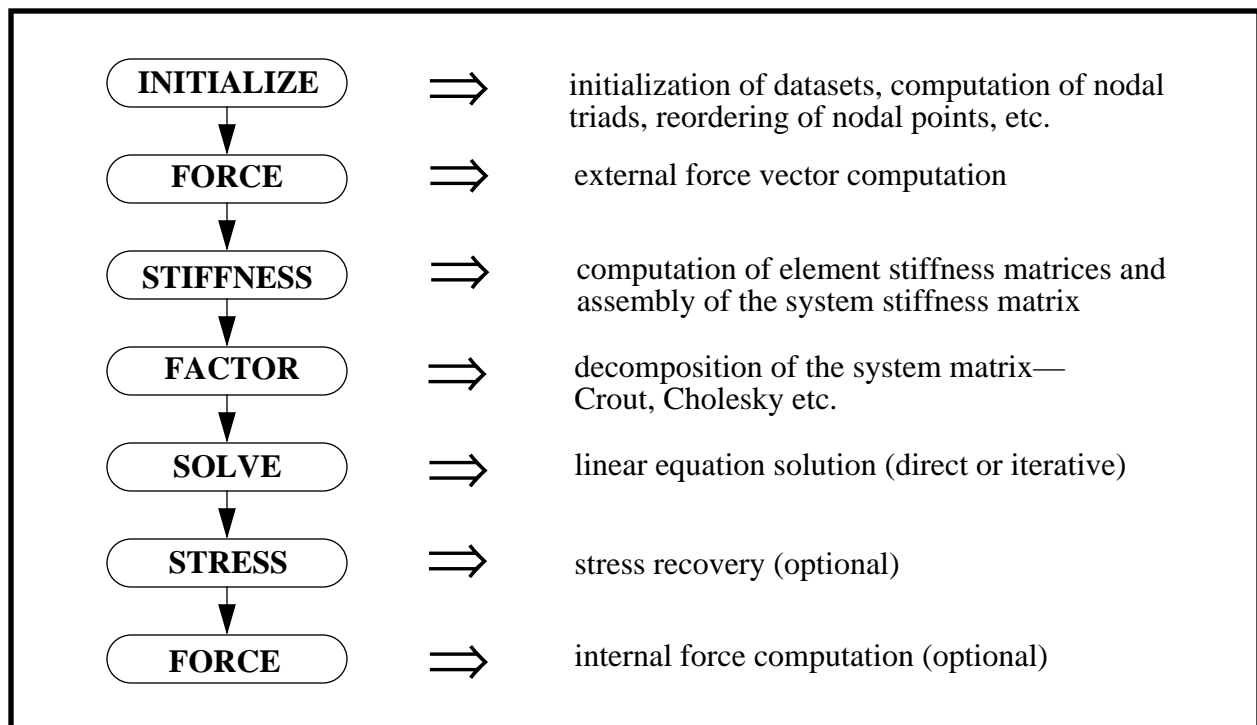 INITIALIZE
initialization of datasets, computation of nodal
triads, reordering of nodal points, etc.
FORCE
external force vector computation
STIFFNESS
computation of element stiffness matrices and
assembly of the system stiffness matrix
FACTOR
decomposition of the system matrix—
Crout, Cholesky etc.
SOLVE
linear equation solution (direct or iterative)
STRESS
stress recovery (optional)
FORCE
internal force computation (optional)